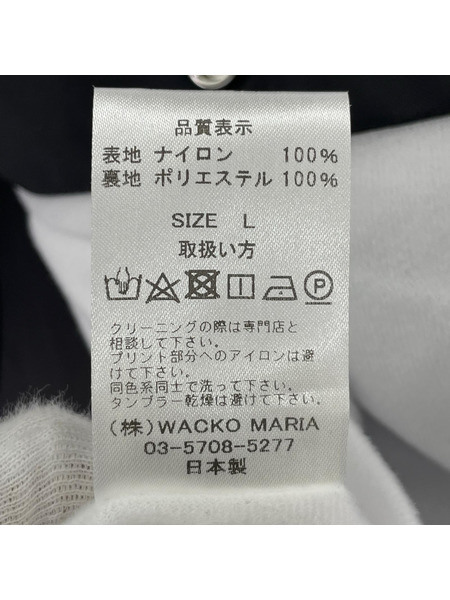 品質表示
表地 ナイロン 100%
裏地 ポリエステル 100%
SIZE L
取扱い方
P
クリーニングの際は専門店と
相談して下さい。
プリント部分へのアイロンは避
けて下さい。
同色系同士で洗って下さい。
タンブラー乾燥は避けて下さい。
(株)WACKO MARIA
03-5708-5277
日本製